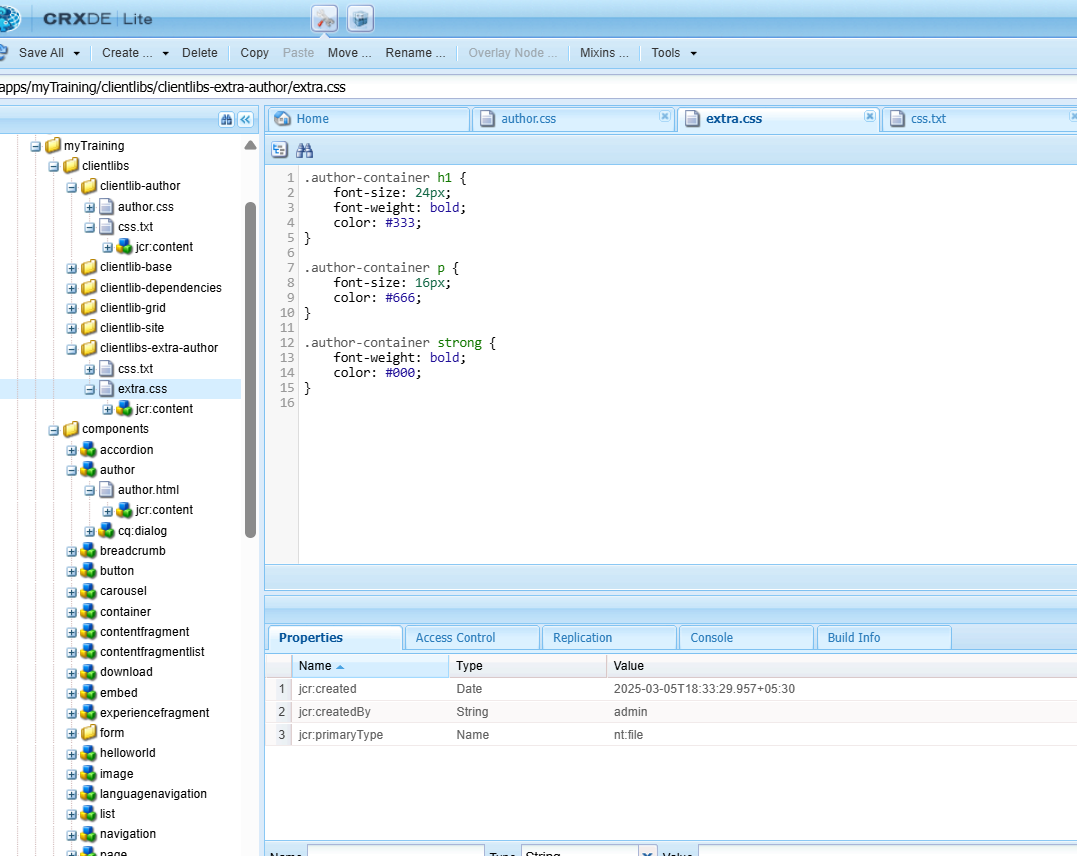 CRXDE | Lite
Save All Create ... Delete Copy Paste Move ... Rename ... Overlay Node ... Mixins ... Tools
apps/myTraining/clientlibs/clientlibs-extra-author/extra.css
Home author.css extra.css css.txt
myTraining
clientlibs
clientlib-author
author.css
css.txt
jcr:content
clientlib-base
clientlib-dependencies
clientlib-grid
clientlib-site
clientlibs-extra-author
css.txt
extra.css
jcr:content
components
accordion
author
author.html
jcr:content
cq:dialog
breadcrumb
button
carousel
container
contentfragment
contentfragmentlist
download
embed
experiencefragment
form
helloworld
image
languagenavigation
list
navigation
page
1 .author-container h1 {
2 font-size: 24px;
3 font-weight: bold;
4 color: #333;
5 }
6
7 .author-container p {
8 font-size: 16px;
9 color: #666;
10 }
11
12 .author-container strong {
13 font-weight: bold;
14 color: #000;
15 }
16
Properties Access Control Replication Console Build Info
Name Type Value
1 jcr:created Date 2025-03-05T18:33:29.957+05:30
2 jcr:createdBy String admin
3 jcr:primaryType Name nt:file
Name Type String Value